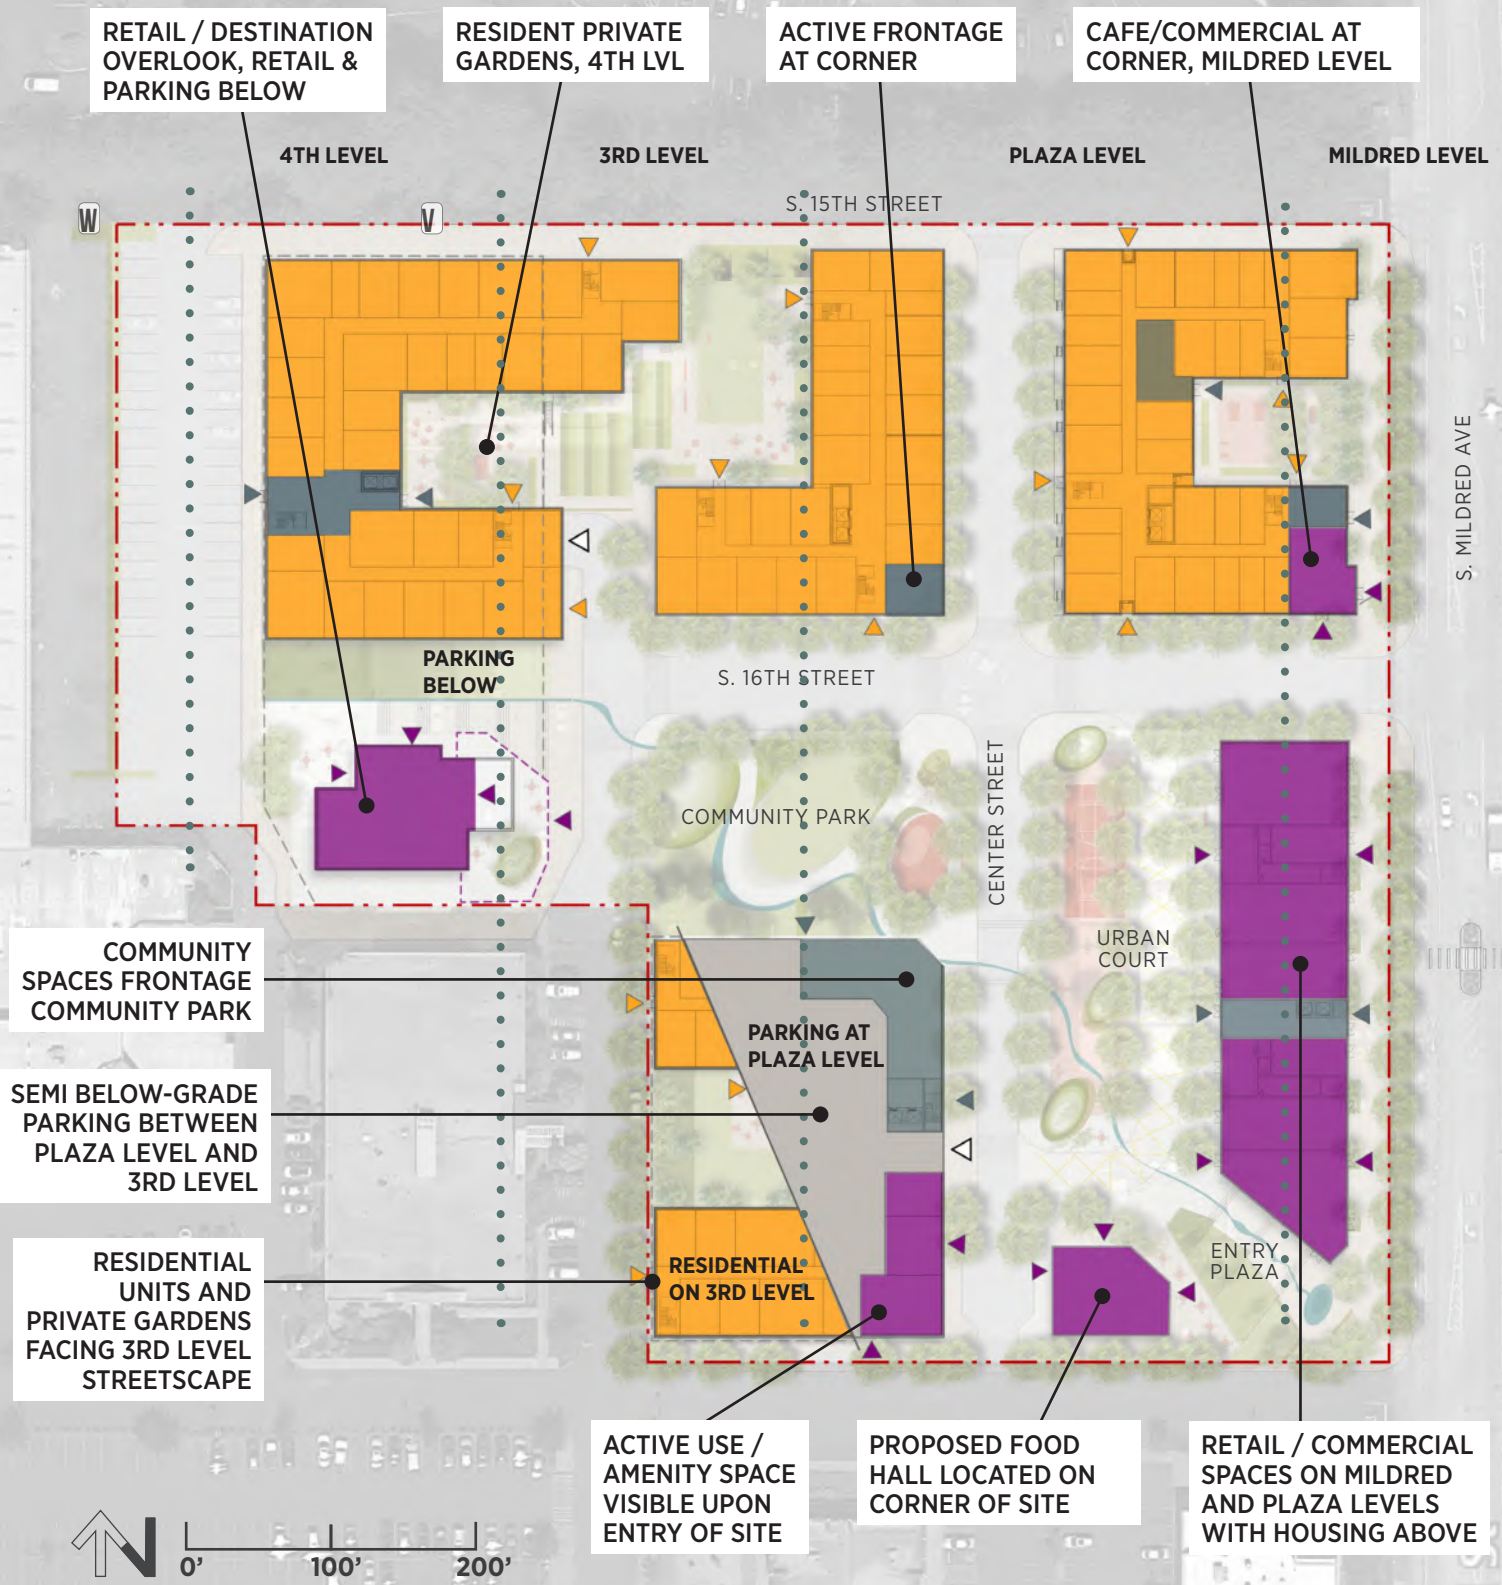 RETAIL / DESTINATION
OVERLOOK, RETAIL &
PARKING BELOW
RESIDENT PRIVATE
GARDENS, 4TH LVL
ACTIVE FRONTAGE
AT CORNER
CAFE/COMMERCIAL AT
CORNER, MILDRED LEVEL
4TH LEVEL
3RD LEVEL
PLAZA LEVEL
MILDRED LEVEL
W
V
S. 15TH STREET
S. MILDRED AVE
PARKING
BELOW
S. 16TH STREET
COMMUNITY PARK
CENTER STREET
URBAN
COURT
COMMUNITY
SPACES FRONTAGE
COMMUNITY PARK
PARKING AT
PLAZA LEVEL
SEMI BELOW-GRADE
PARKING BETWEEN
PLAZA LEVEL AND
3RD LEVEL
RESIDENTIAL
UNITS AND
PRIVATE GARDENS
FACING 3RD LEVEL
STREETSCAPE
RESIDENTIAL
ON 3RD LEVEL
ENTRY
PLAZA
ACTIVE USE /
AMENITY SPACE
VISIBLE UPON
ENTRY OF SITE
PROPOSED FOOD
HALL LOCATED ON
CORNER OF SITE
RETAIL / COMMERCIAL
SPACES ON MILDRED
AND PLAZA LEVELS
WITH HOUSING ABOVE
N
0' 100' 200'